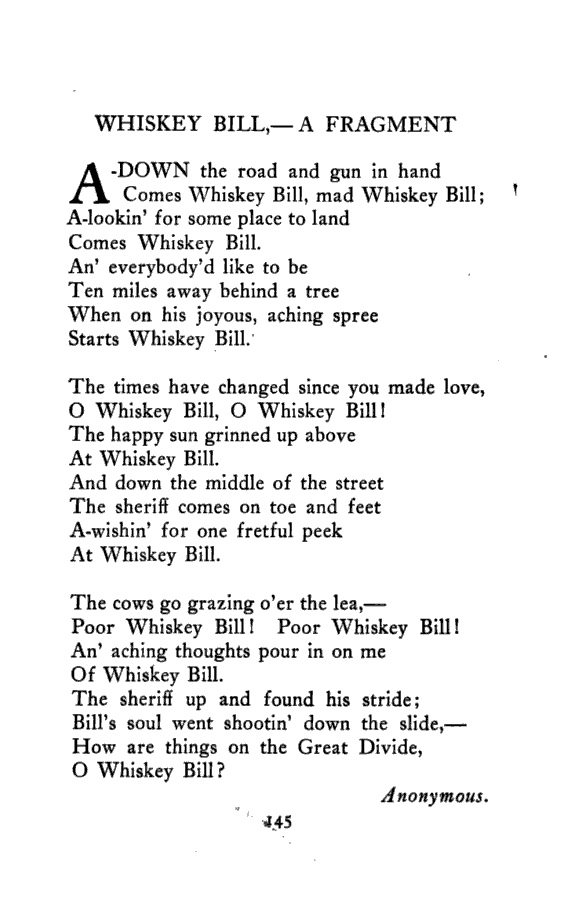 WHISKEY BILL,— A FRAGMENT
A-DOWN the road and gun in hand
Comes Whiskey Bill, mad Whiskey Bill;
A-lookin' for some place to land
Comes Whiskey Bill.
An' everybody'd like to be
Ten miles away behind a tree
When on his joyous, aching spree
Starts Whiskey Bill.
The times have changed since you made love,
O Whiskey Bill, O Whiskey Bill!
The happy sun grinned up above
At Whiskey Bill.
And down the middle of the street
The sheriff comes on toe and feet
A-wishin' for one fretful peek
At Whiskey Bill.
The cows go grazing o'er the lea,—
Poor Whiskey Bill! Poor Whiskey Bill!
An' aching thoughts pour in on me
Of Whiskey Bill.
The sheriff up and found his stride;
Bill's soul went shootin' down the slide,—
How are things on the Great Divide,
O Whiskey Bill?
Anonymous.
145